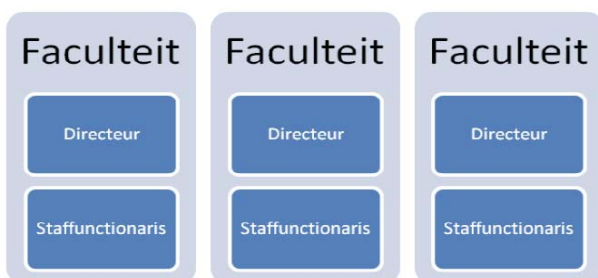 Faculteit Faculteit Faculteit
Directeur Directeur Directeur
Staffunctionaris Staffunctionaris Staffunctionaris